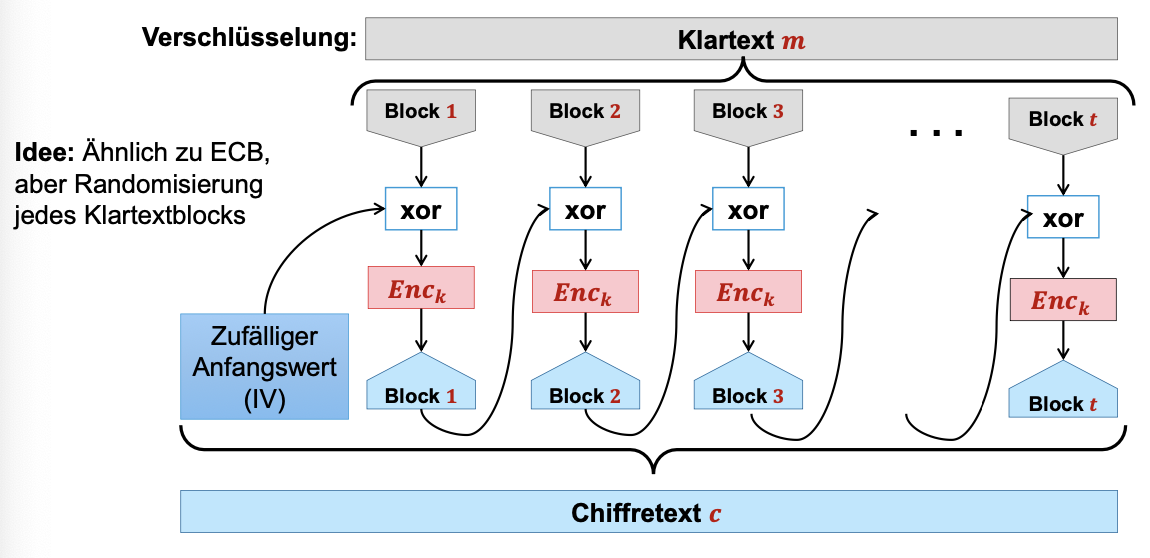 Verschlüsselung:
Klartext m
Block 1
Block 2
Block 3
. . .
Block t
Idee: Ähnlich zu ECB,
aber Randomisierung
jedes Klartextblocks
xor
xor
xor
xor
Enc_k
Enc_k
Enc_k
Enc_k
Zufälliger
Anfangswert
(IV)
Block 1
Block 2
Block 3
Block t
Chiffretext c